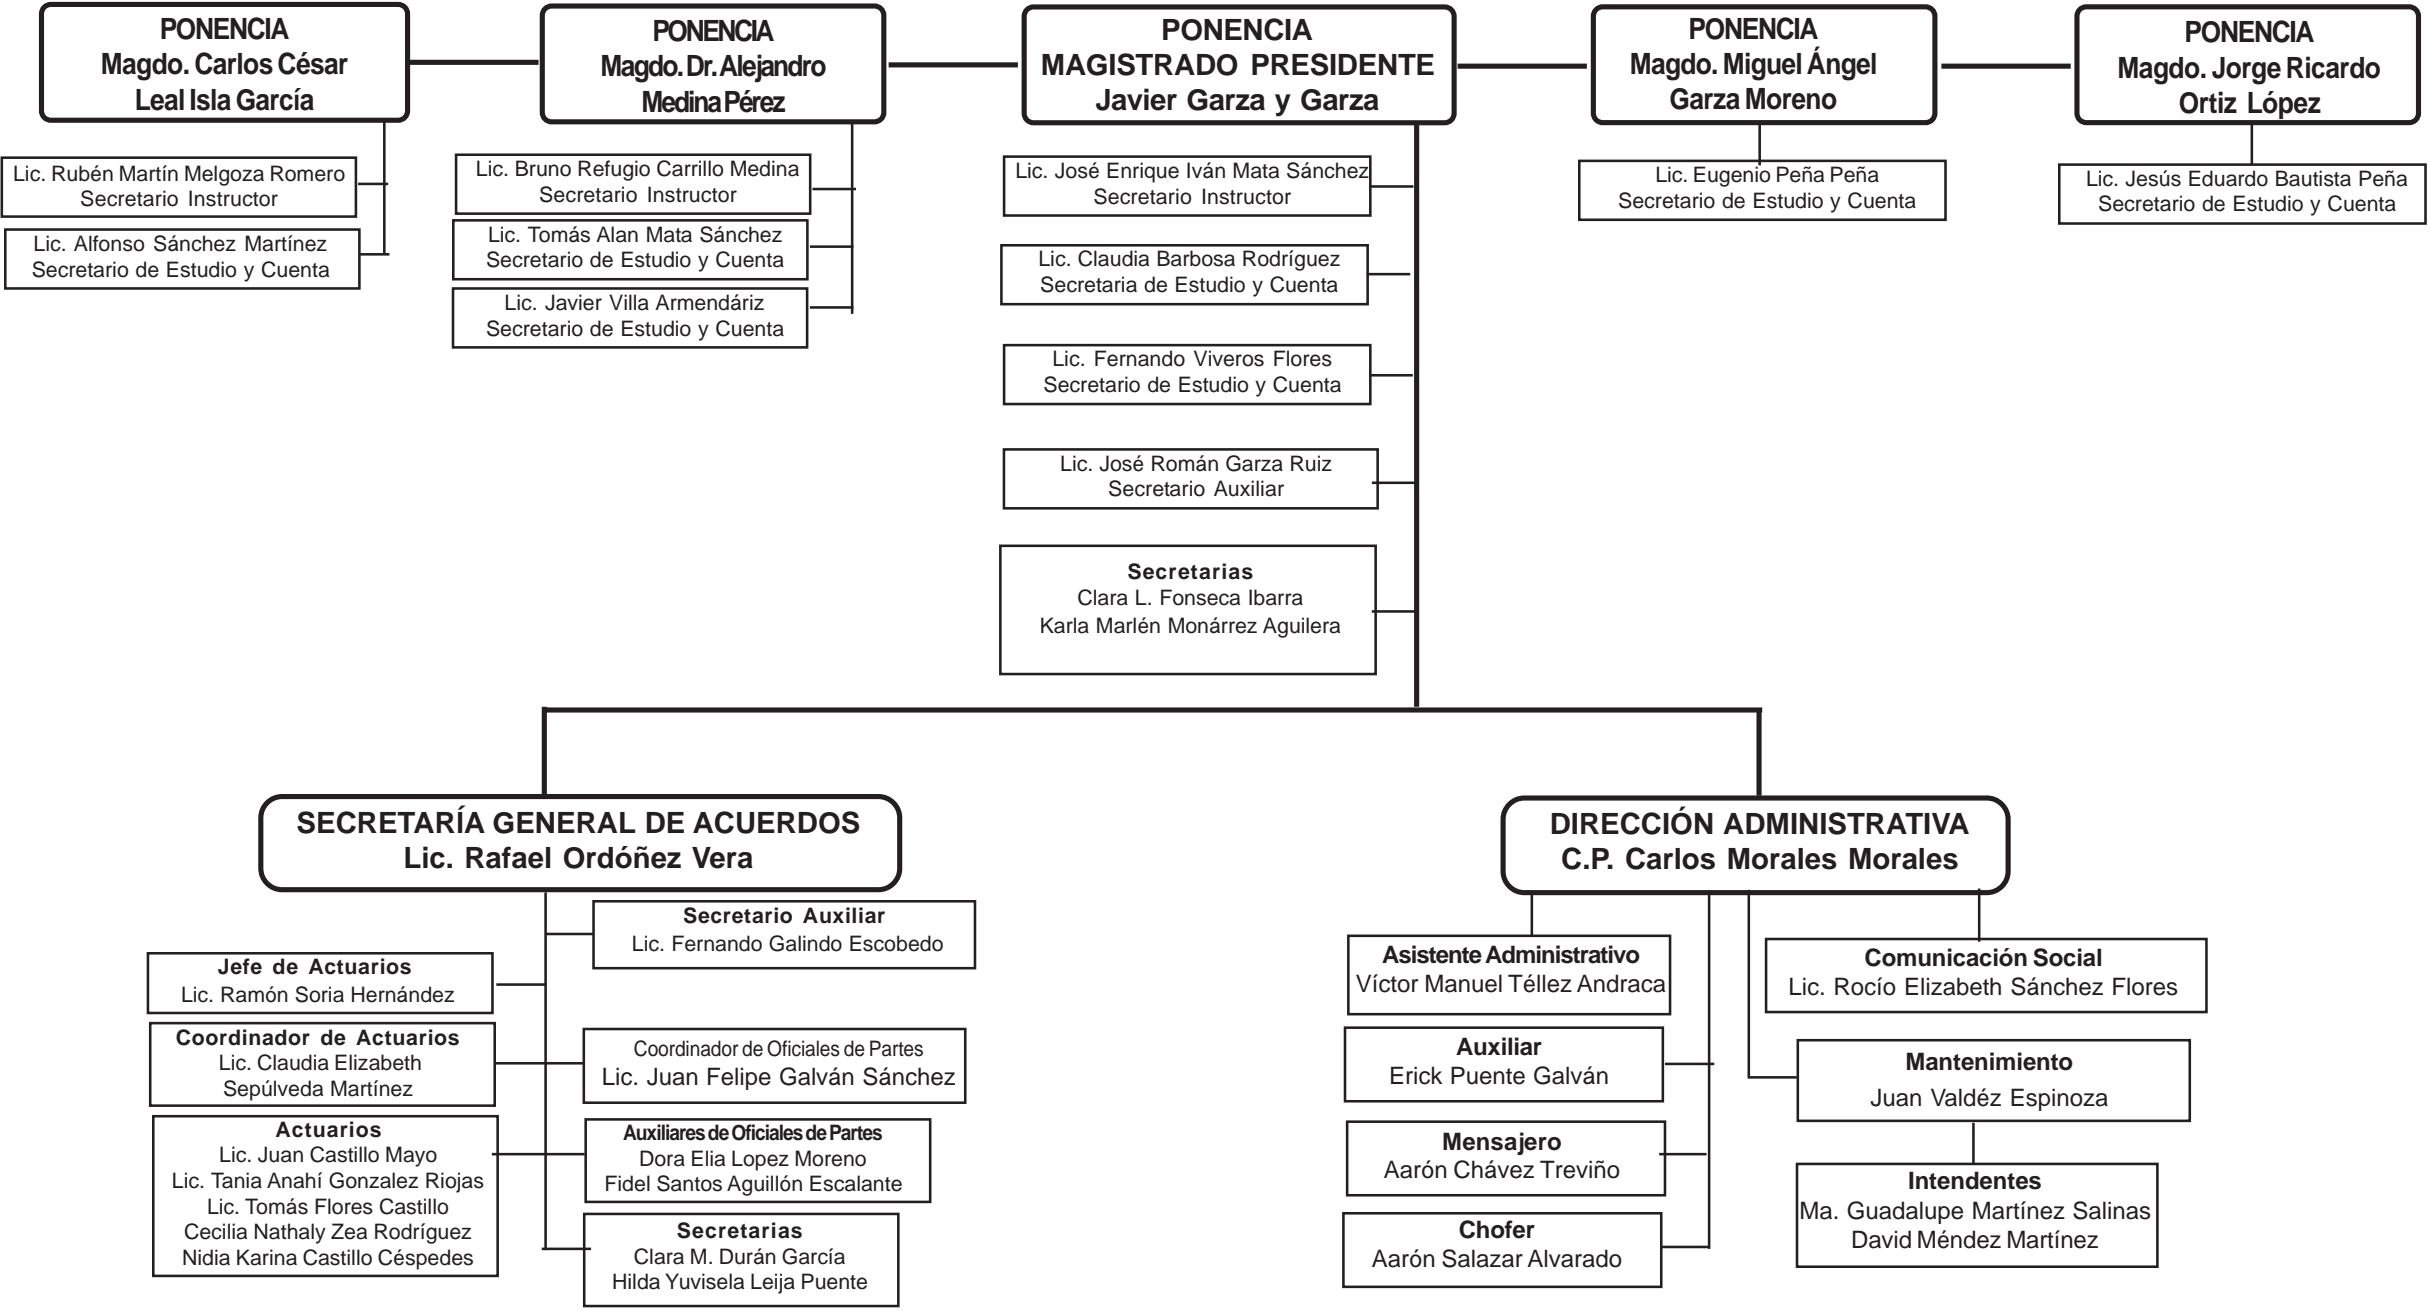 PONENCIA
Magdo. Carlos César
Leal Isla García
PONENCIA
Magdo. Dr. Alejandro
Medina Pérez
PONENCIA
MAGISTRADO PRESIDENTE
Javier Garza y Garza
PONENCIA
Magdo. Miguel Ángel
Garza Moreno
PONENCIA
Magdo. Jorge Ricardo
Ortiz López
Lic. Rubén Martín Melgoza Romero
Secretario Instructor
Lic. Alfonso Sánchez Martínez
Secretario de Estudio y Cuenta
Lic. Bruno Refugio Carrillo Medina
Secretario Instructor
Lic. Tomás Alan Mata Sánchez
Secretario de Estudio y Cuenta
Lic. Javier Villa Armendáriz
Secretario de Estudio y Cuenta
Lic. José Enrique Iván Mata Sánchez
Secretario Instructor
Lic. Claudia Barbosa Rodríguez
Secretaria de Estudio y Cuenta
Lic. Fernando Viveros Flores
Secretario de Estudio y Cuenta
Lic. José Román Garza Ruiz
Secretario Auxiliar
Secretarias
Clara L. Fonseca Ibarra
Karla Marlén Monárrez Aguilera
Lic. Eugenio Peña Peña
Secretario de Estudio y Cuenta
Lic. Jesús Eduardo Bautista Peña
Secretario de Estudio y Cuenta
SECRETARÍA GENERAL DE ACUERDOS
Lic. Rafael Ordóñez Vera
Secretario Auxiliar
Lic. Fernando Galindo Escobedo
Jefe de Actuarios
Lic. Ramón Soria Hernández
Coordinador de Actuarios
Lic. Claudia Elizabeth
Sepúlveda Martínez
Coordinador de Oficiales de Partes
Lic. Juan Felipe Galván Sánchez
Actuarios
Lic. Juan Castillo Mayo
Lic. Tania Anahí Gonzalez Riojas
Lic. Tomás Flores Castillo
Cecilia Nathaly Zea Rodríguez
Nidia Karina Castillo Céspedes
Auxiliares de Oficiales de Partes
Dora Elia Lopez Moreno
Fidel Santos Aguillón Escalante
Secretarias
Clara M. Durán García
Hilda Yuvisela Leija Puente
DIRECCIÓN ADMINISTRATIVA
C.P. Carlos Morales Morales
Asistente Administrativo
Víctor Manuel Téllez Andraca
Auxiliar
Erick Puente Galván
Mensajero
Aarón Chávez Treviño
Chofer
Aarón Salazar Alvarado
Comunicación Social
Lic. Rocío Elizabeth Sánchez Flores
Mantenimiento
Juan Valdéz Espinoza
Intendentes
Ma. Guadalupe Martínez Salinas
David Méndez Martínez